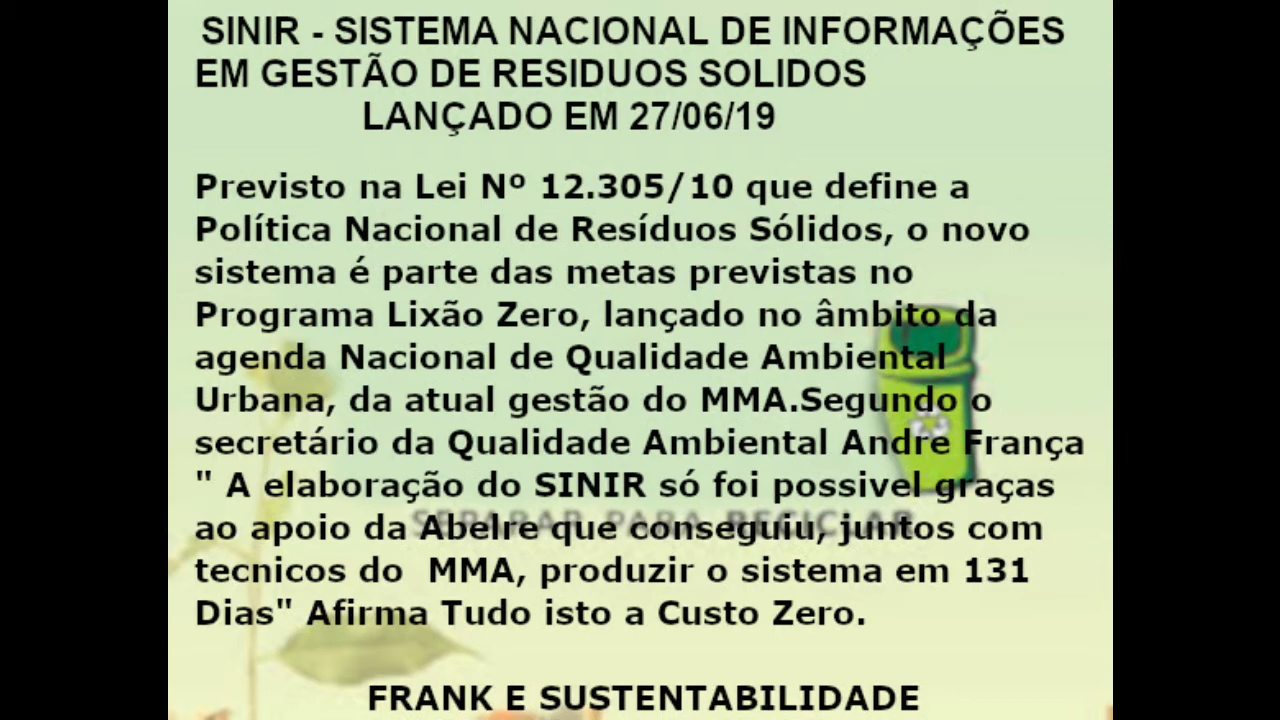 SINIR - SISTEMA NACIONAL DE INFORMAÇÕES
EM GESTÃO DE RESIDUOS SOLIDOS
LANÇADO EM 27/06/19
Previsto na Lei Nº 12.305/10 que define a
Política Nacional de Resíduos Sólidos, o novo
sistema é parte das metas previstas no
Programa Lixão Zero, lançado no âmbito da
agenda Nacional de Qualidade Ambiental
Urbana, da atual gestão do MMA.Segundo o
secretário da Qualidade Ambiental Andre França
" A elaboração do SINIR só foi possivel graças
SEPARAR PARA RECICLAR
ao apoio da Abelre que conseguiu, juntos com
tecnicos do  MMA, produzir o sistema em 131
Dias" Afirma Tudo isto a Custo Zero.
FRANK E SUSTENTABILIDADE